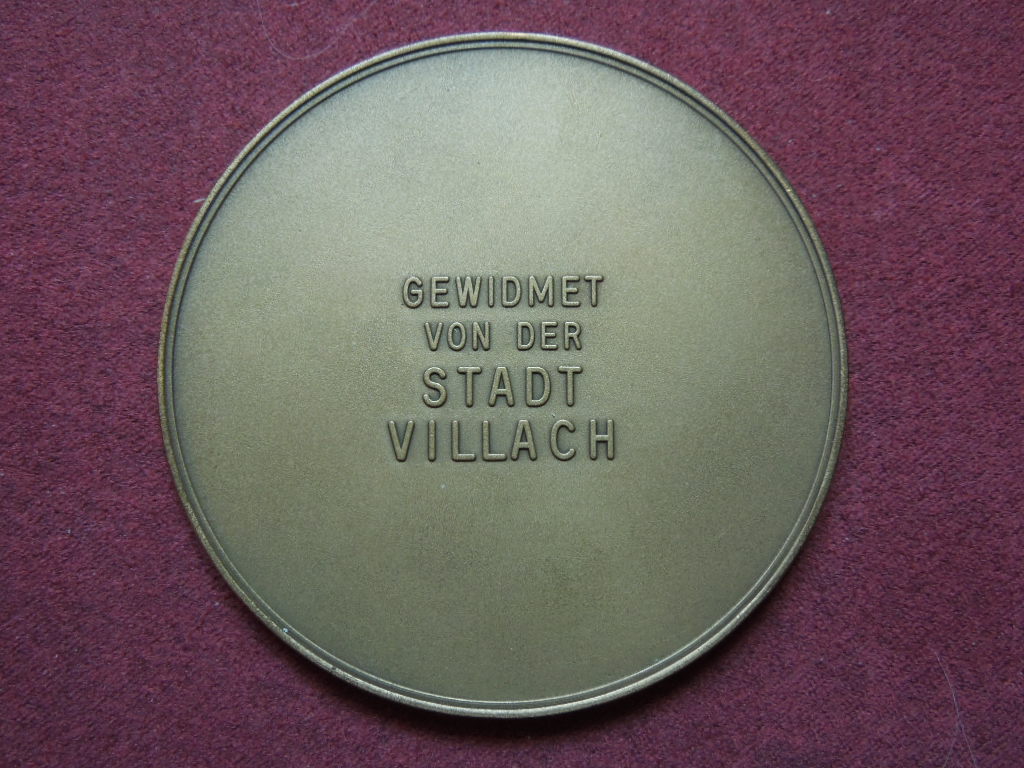 GEWIDMET
VON DER
STADT
VILLACH